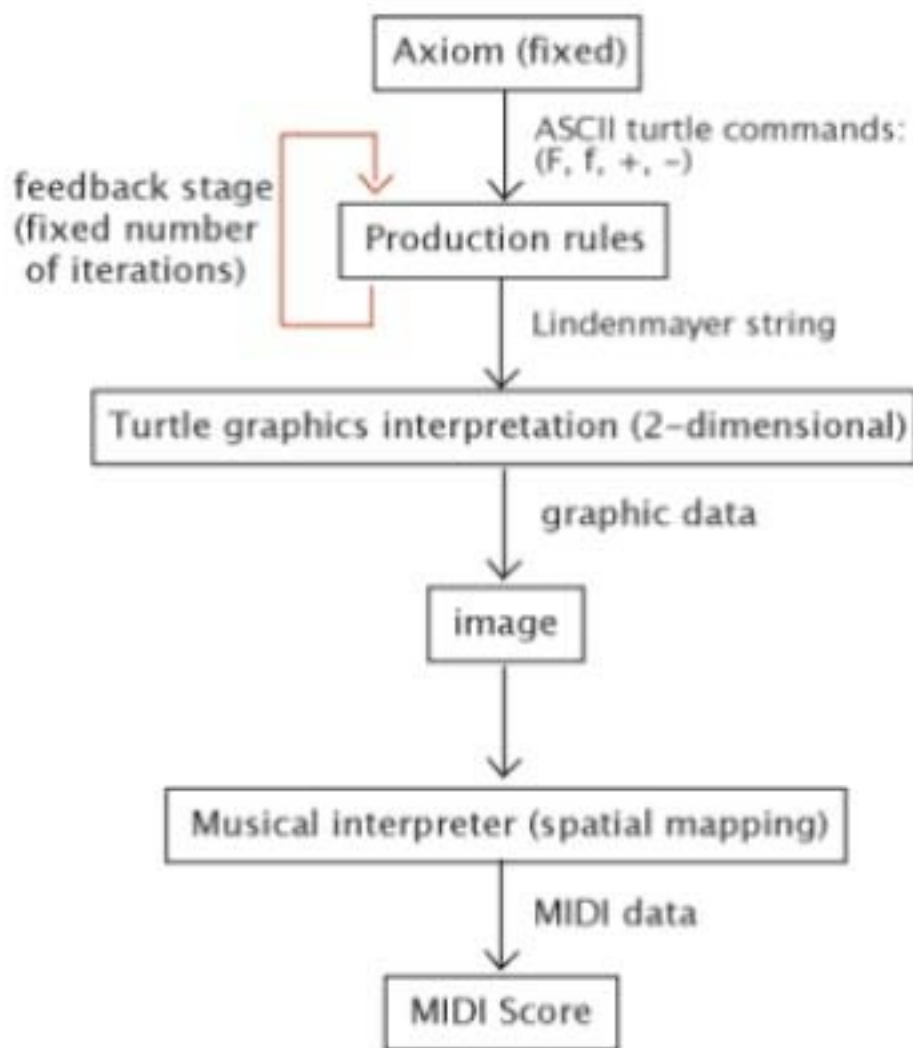 Axiom (fixed)
ASCII turtle commands:
(F, f, +, -)
feedback stage
(fixed number
of iterations)
Production rules
Lindenmayer string
Turtle graphics interpretation (2-dimensional)
graphic data
image
Musical interpreter (spatial mapping)
MIDI data
MIDI Score